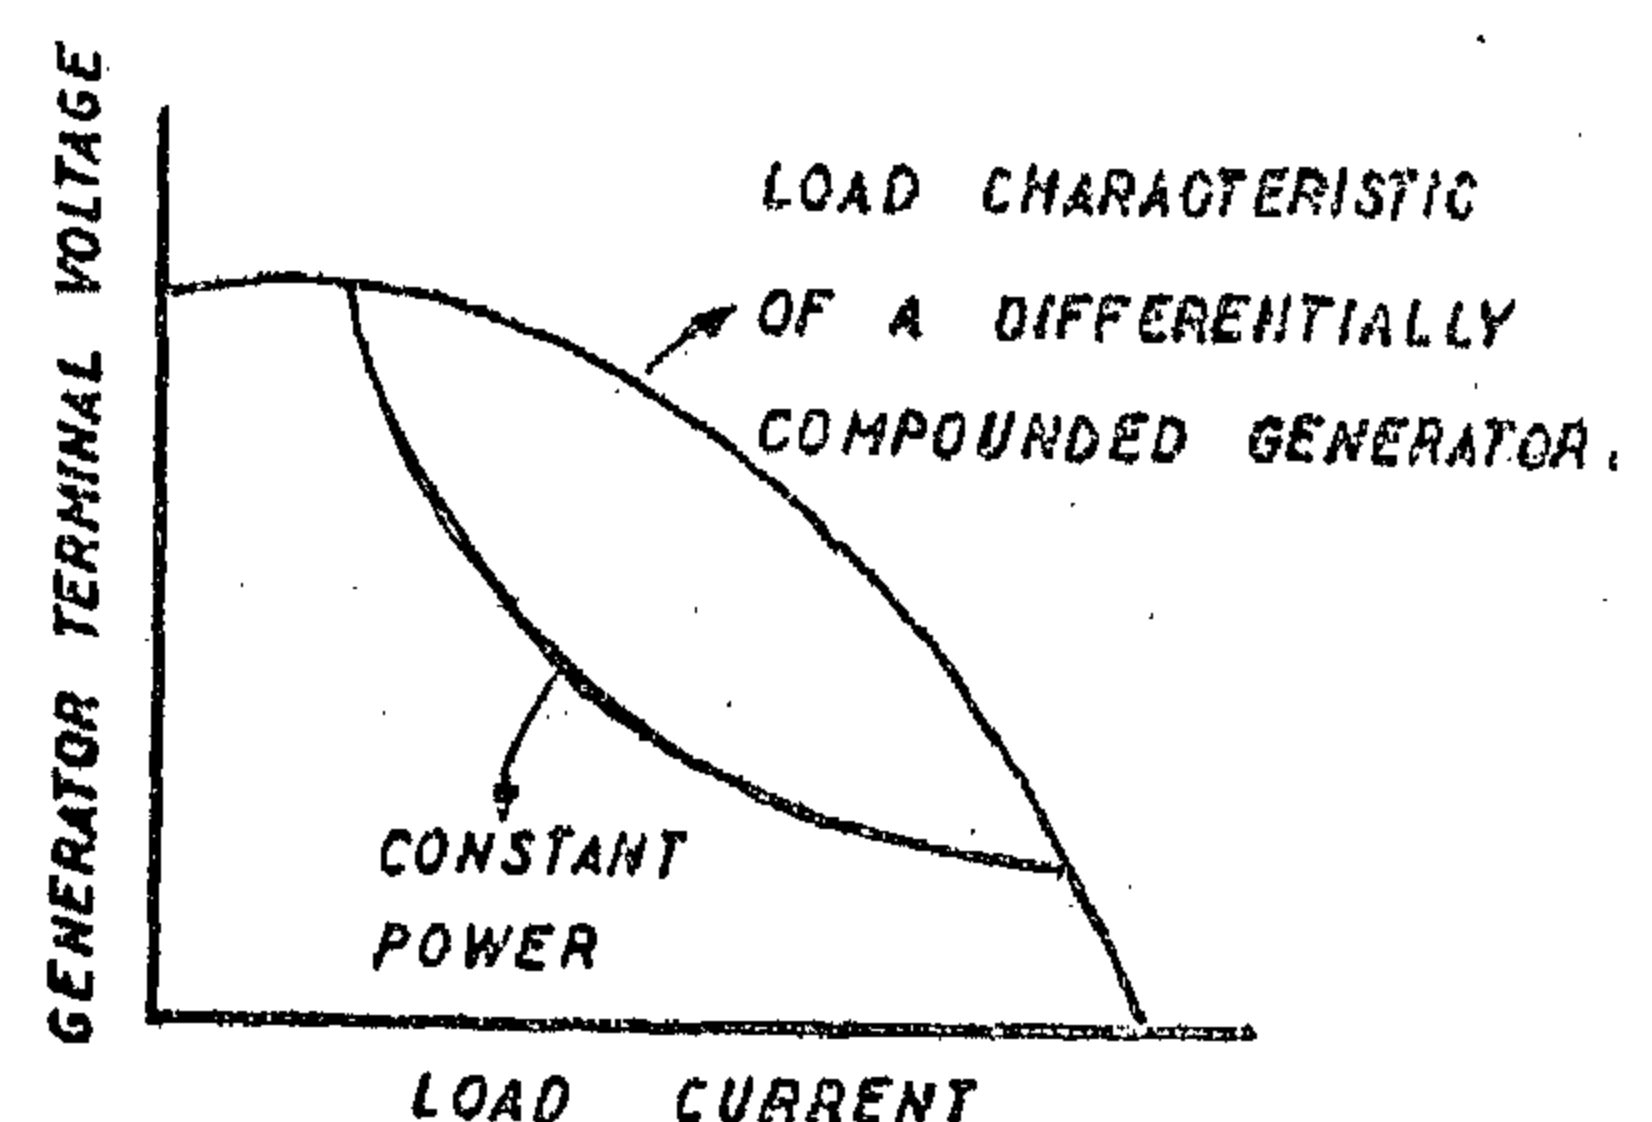 GENERATOR TERMINAL VOLTAGE
LOAD CHARACTERISTIC
OF A DIFFERENTIALLY
COMPOUNDED GENERATOR.
CONSTANT
POWER
LOAD CURRENT